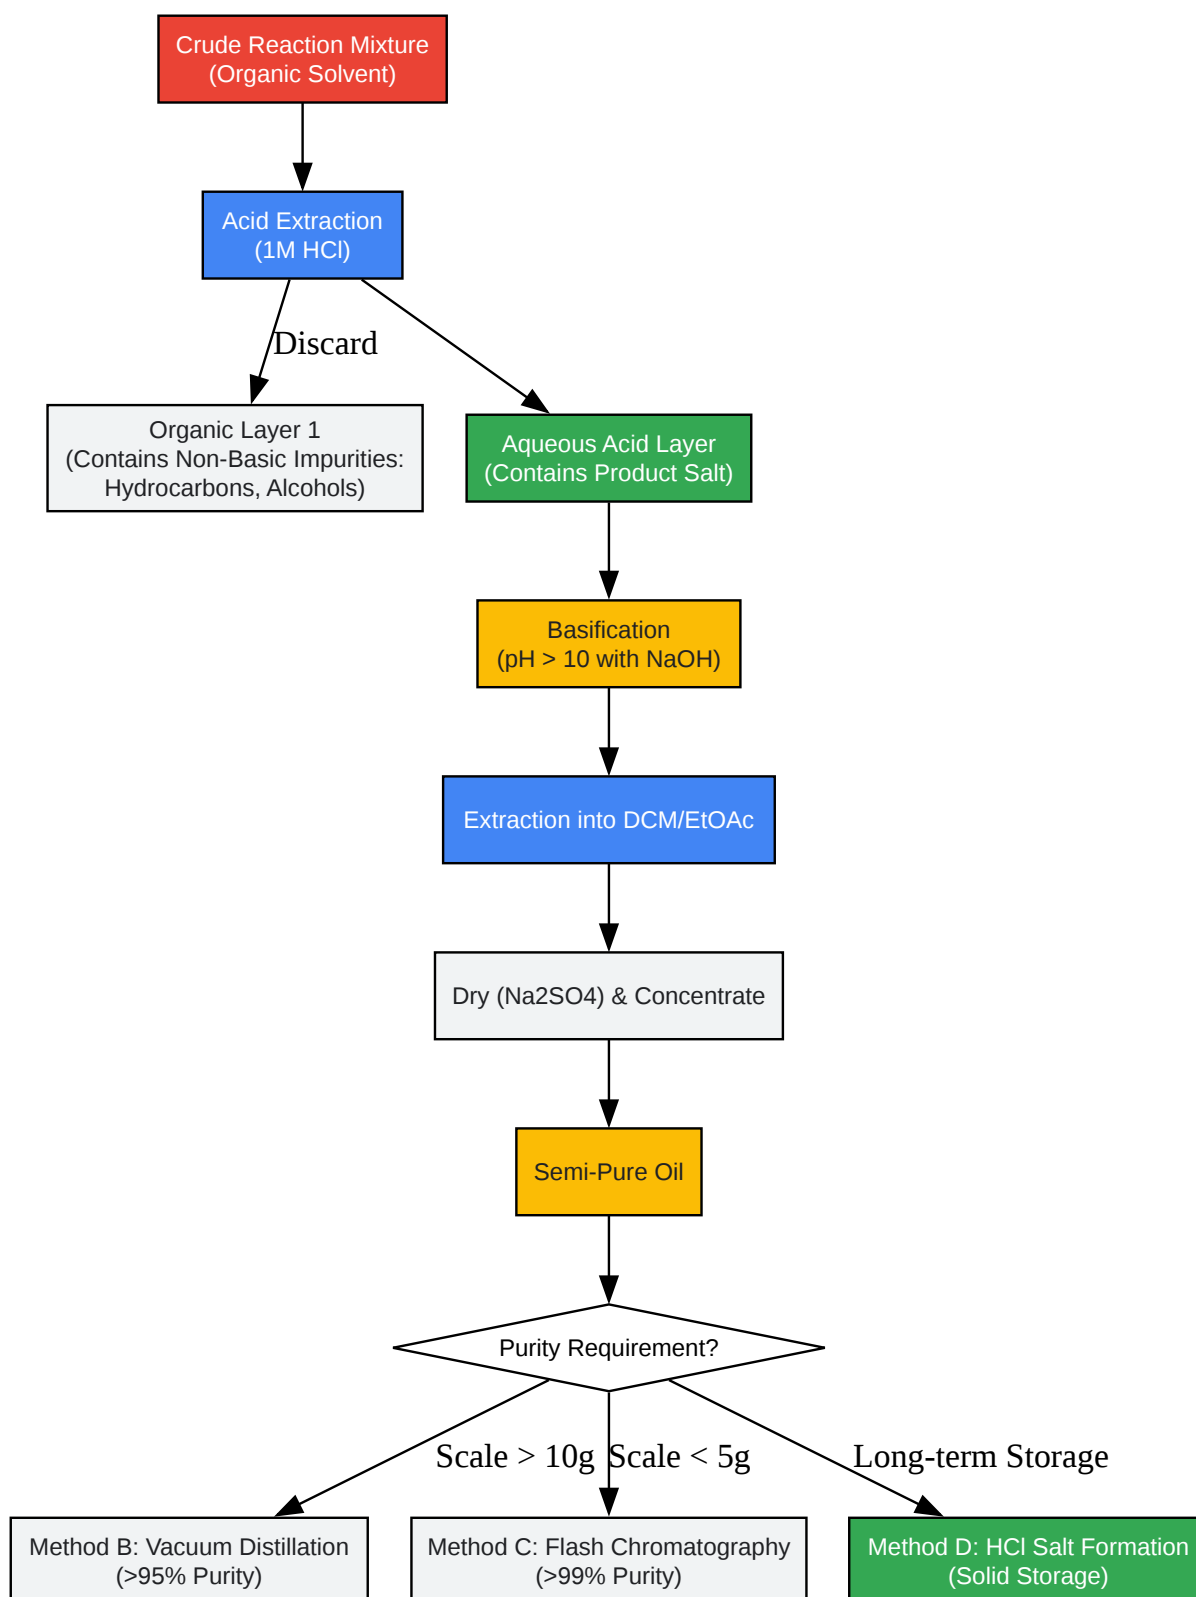 Crude Reaction Mixture
(Organic Solvent)
Acid Extraction
(1M HCl)
Discard
Organic Layer 1
(Contains Non-Basic Impurities:
Hydrocarbons, Alcohols)
Aqueous Acid Layer
(Contains Product Salt)
Basification
(pH > 10 with NaOH)
Extraction into DCM/EtOAc
Dry (Na2SO4) & Concentrate
Semi-Pure Oil
Purity Requirement?
Scale > 10g
Scale < 5g
Long-term Storage
Method B: Vacuum Distillation
(>95% Purity)
Method C: Flash Chromatography
(>99% Purity)
Method D: HCl Salt Formation
(Solid Storage)